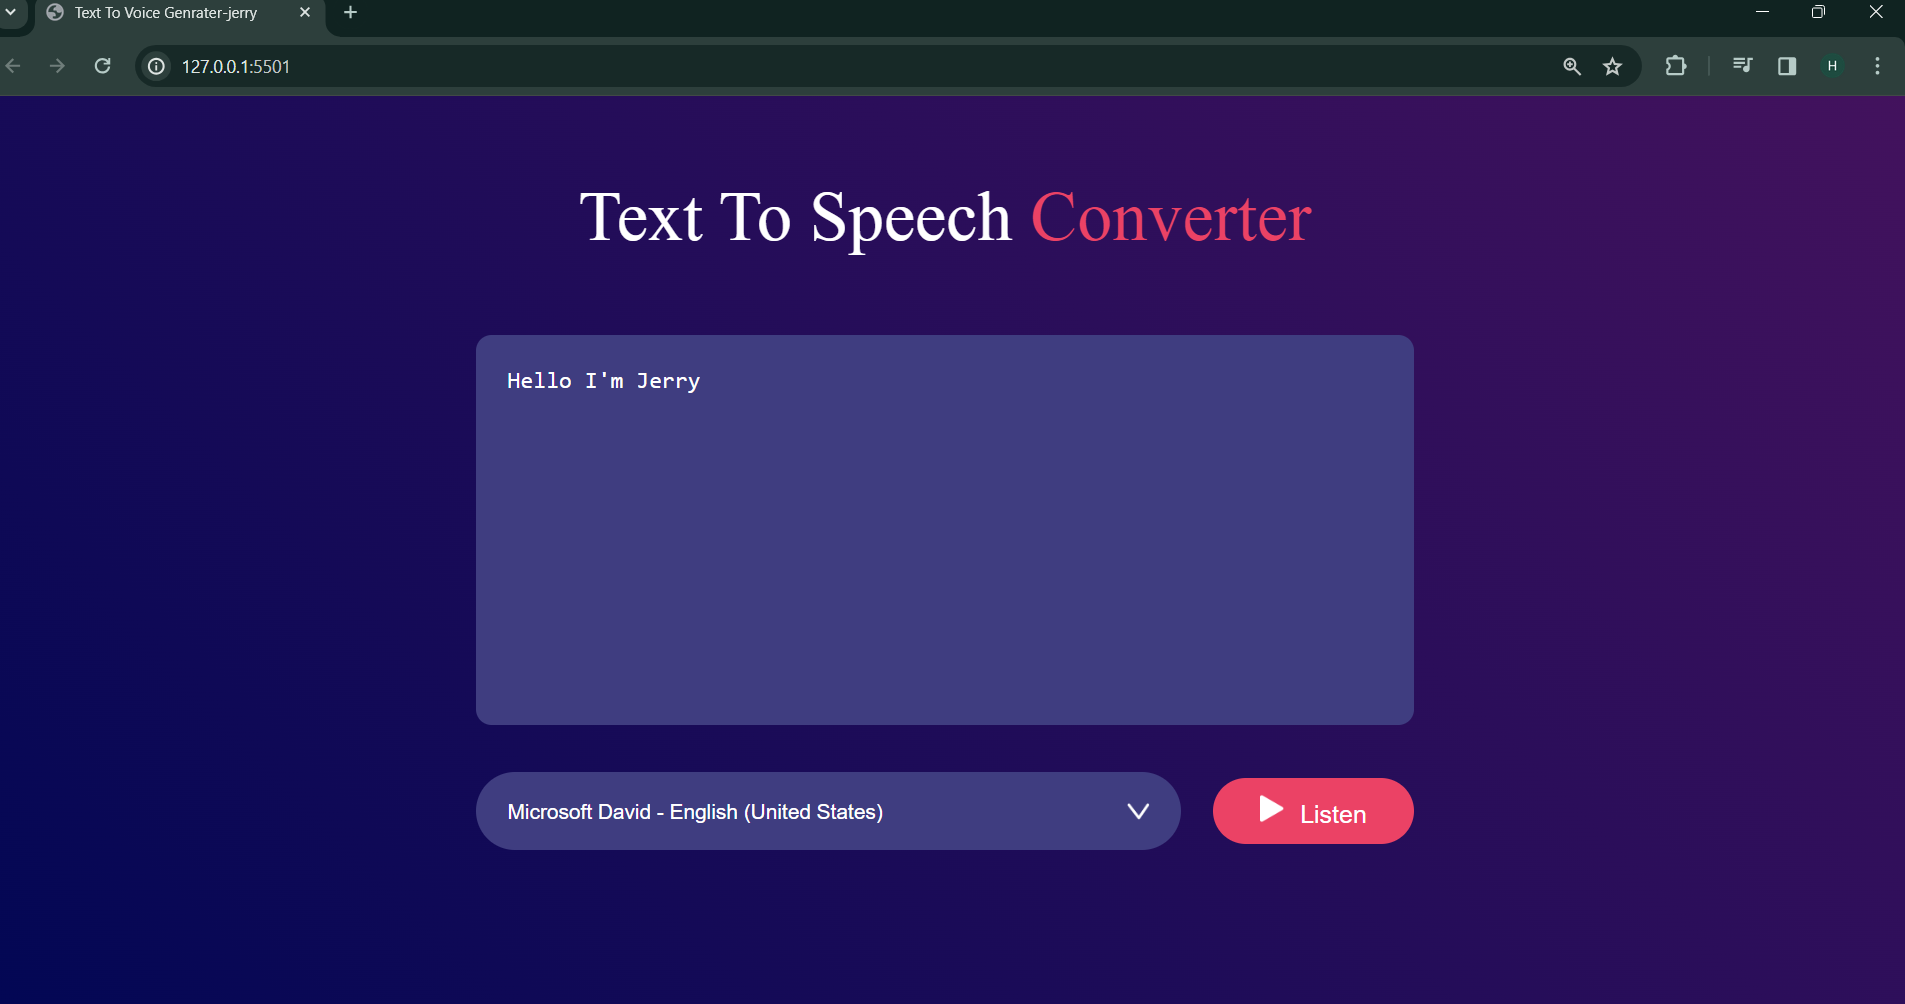 Text To Voice Genrater-jerry
127.0.0.1:5501
H
Text To Speech Converter
Hello I'm Jerry
Microsoft David - English (United States)
Listen